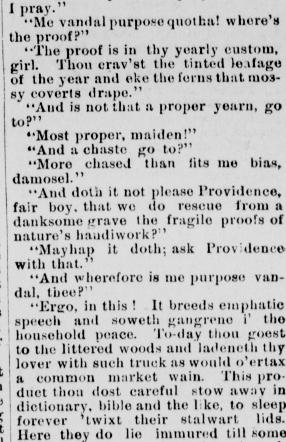 I pray."
"Me vandal purpose quotha! where's
the proof?"
"The proof is in thy yearly custom,
girl. Thou crav'st the tinted leafage
of the year and eke the ferns that mos-
sy coverts drape."
"And is not that a proper yearn, go
to?"
"Most proper, maiden!"
"And a chaste go to?"
"More chased than fits me bias,
damosel."
"And doth it not please Providence,
fair boy, that we do rescue from a
danksome grave the fragile proofs of
nature's handiwork?"
"Mayhap it doth; ask Providence
with that."
"And wherefore is me purpose van-
dal, thee?"
"Ergo, in this! It breeds emphatic
speech and soweth gangrene i' the
household peace. To-day thou goest
to the littered woods and ladeneth thy
lover with such truck as would o'ertax
a common market wain. This pro-
duct thou dost careful stow away in
dictionary, bible and the like, to sleep
forever 'twixt their stalwart lids.
Here they do lie immured till some